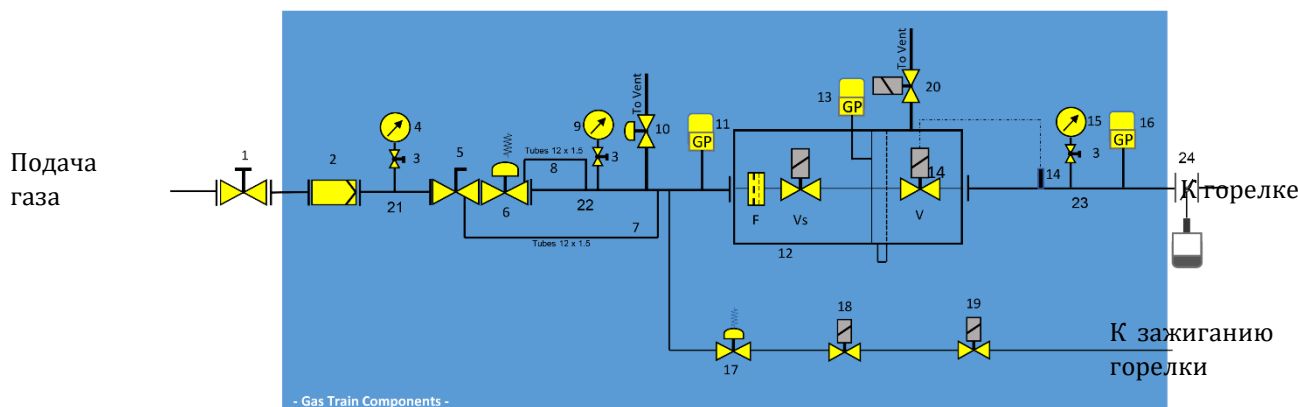 Подача
газа
1
2
4
3
21
5
6
Tubes 12 x 1.5
8
9
3
22
7
Tubes 12 x 1.5
To Vent
10
11
GP
13
GP
To Vent
20
F
Vs
14
V
12
14
15
3
16
GP
23
24
К горелке
17
18
19
К зажиганию
горелки
- Gas Train Components -